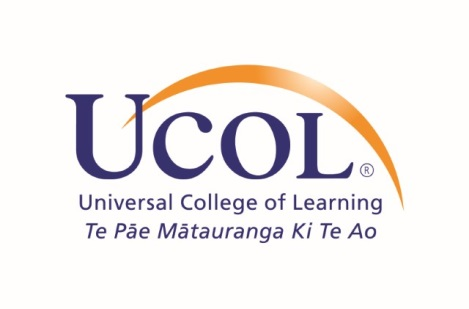 UCOL®
Universal College of Learning
Te Pāe Mātauranga Ki Te Ao